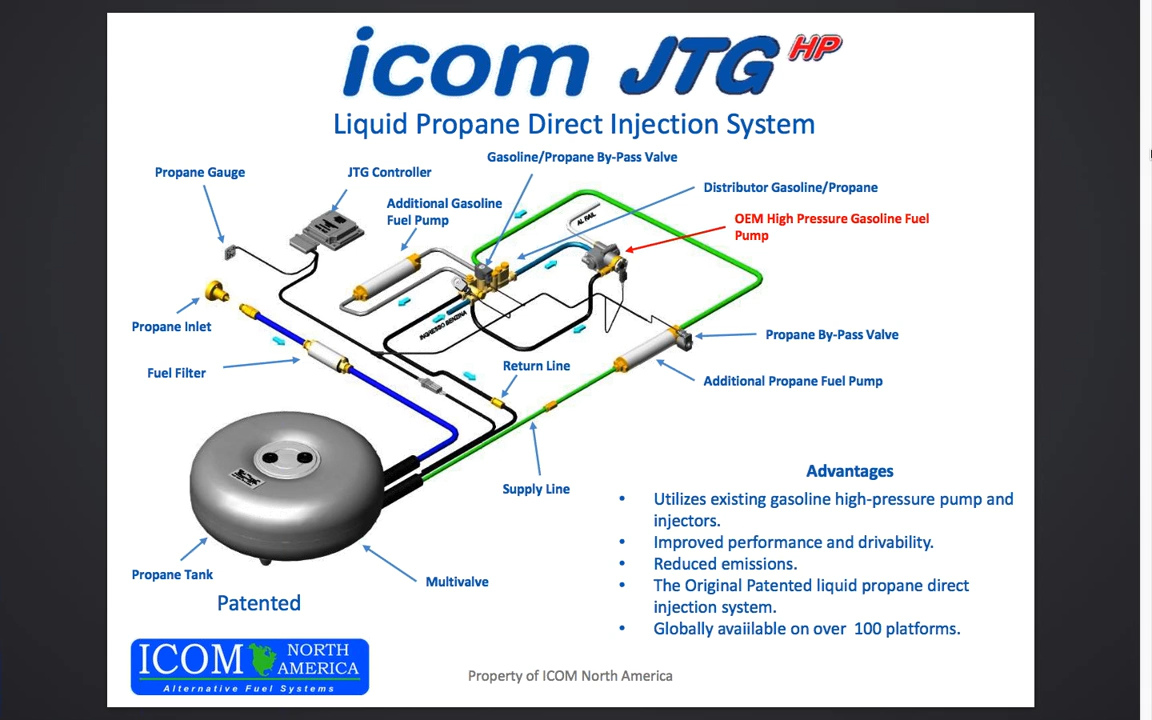 icom JTG HP
Liquid Propane Direct Injection System
Gasoline/Propane By-Pass Valve
Propane Gauge
JTG Controller
Distributor Gasoline/Propane
Additional Gasoline
Fuel Pump
AL RAIL
OEM High Pressure Gasoline Fuel
Pump
Propane Inlet
INGRESSO BENZINA
Propane By-Pass Valve
Fuel Filter
Return Line
Additional Propane Fuel Pump
Supply Line
Advantages
• Utilizes existing gasoline high-pressure pump and
injectors.
• Improved performance and drivability.
• Reduced emissions.
• The Original Patented liquid propane direct
injection system.
• Globally avaiilable on over 100 platforms.
Propane Tank
Multivalve
Patented
ICOM NORTH
AMERICA
Alternative Fuel Systems
Property of ICOM North America